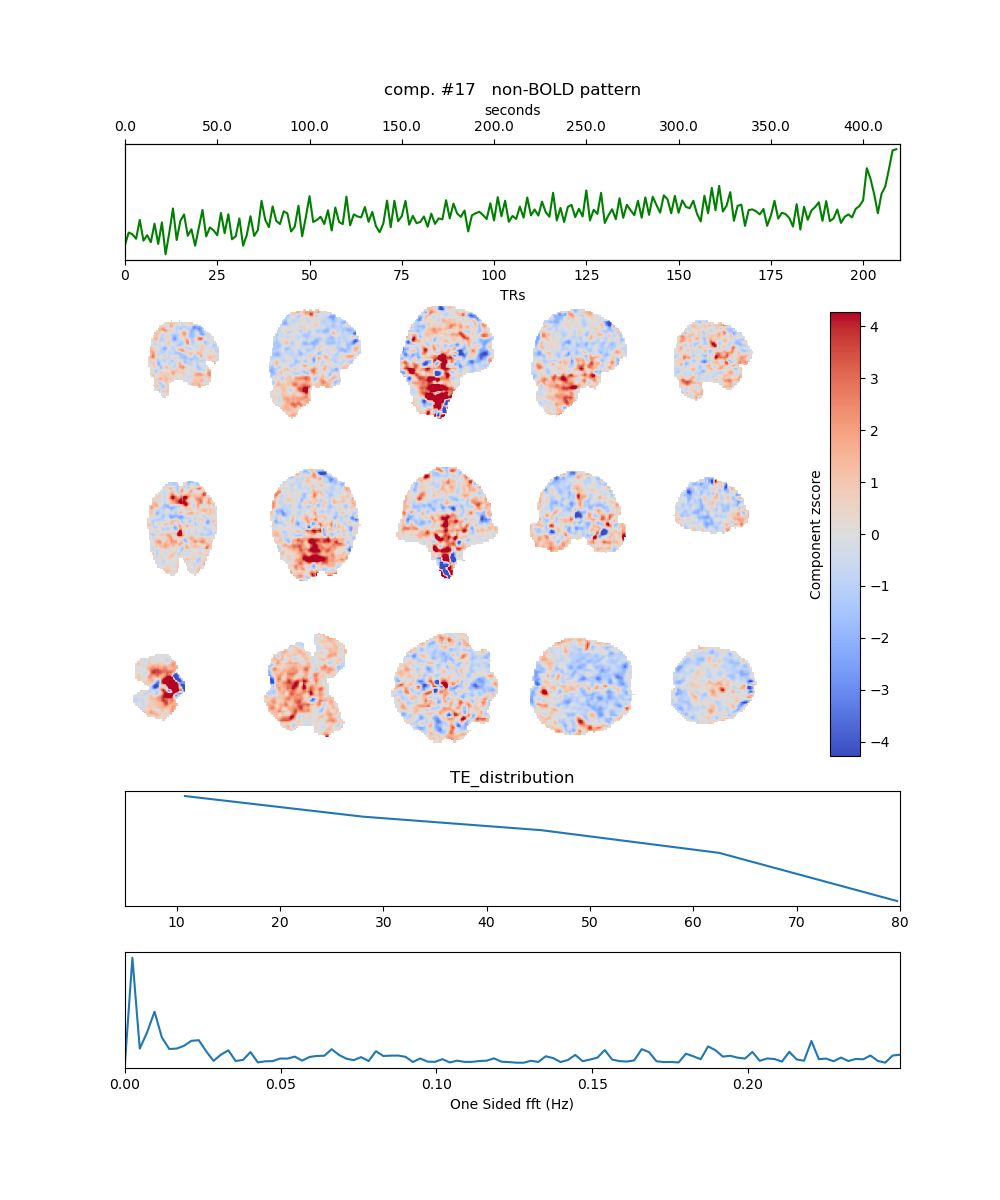 comp. #17   non-BOLD pattern
seconds
0.0 50.0 100.0 150.0 200.0 250.0 300.0 350.0 400.0
0 25 50 75 100 125 150 175 200
TRs
4
3
2
1
0
−1
−2
−3
−4
Component zscore
TE_distribution
10 20 30 40 50 60 70 80
0.00 0.05 0.10 0.15 0.20
One Sided fft (Hz)